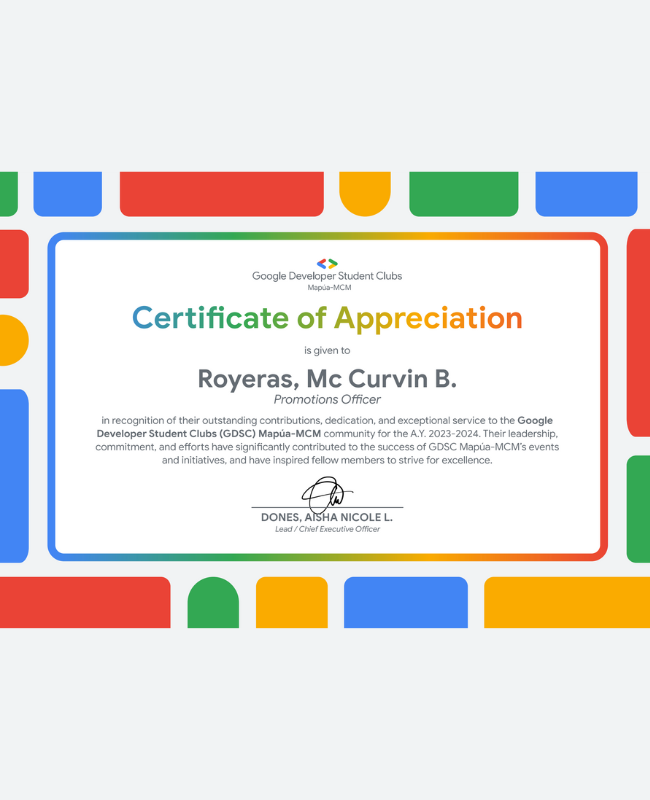 Google Developer Student Clubs
Mapúa-MCM
Certificate of Appreciation
is given to
Royeras, Mc Curvin B.
Promotions Officer
in recognition of their outstanding contributions, dedication, and exceptional service to the Google
Developer Student Clubs (GDSC) Mapúa-MCM community for the A.Y. 2023-2024. Their leadership,
commitment, and efforts have significantly contributed to the success of GDSC Mapúa-MCM's events
and initiatives, and have inspired fellow members to strive for excellence.
DONES, AISHA NICOLE L.
Lead / Chief Executive Officer